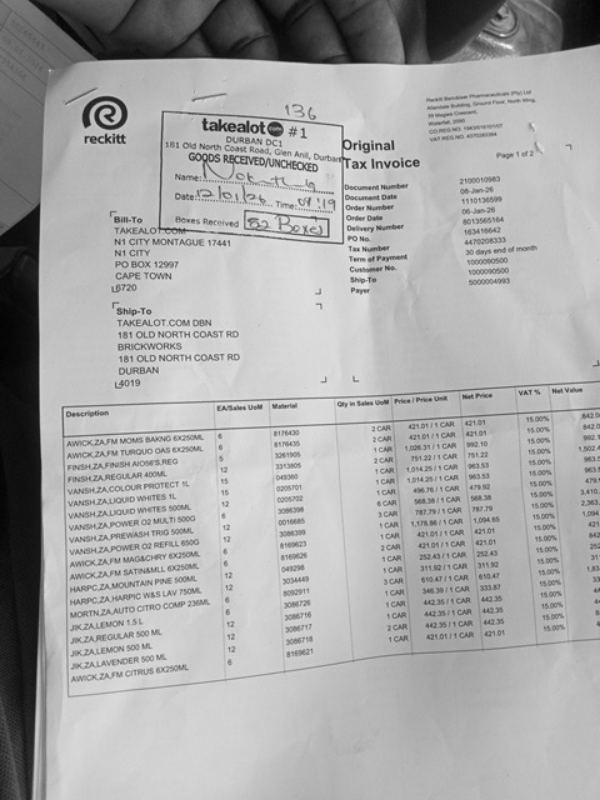 136
reckitt
takealot.com #1
DURBAN DC1
181 Old North Coast Road, Glen Anil, Durban
GOODS RECEIVED/UNCHECKED
Name:
Date: 12/01/26 Time: 09:19
Boxes Received 52 Boxes
Reckitt Benckiser Pharmaceuticals (Pty) Ltd
Allandale Building, Ground Floor, North Wing,
Original
Tax Invoice
Page 1 of 2
Document Number 2100010983
Document Date 08-Jan-26
Order Number 1110136599
Order Date 06-Jan-26
Delivery Number 8013565164
PO No. 163416642
Tax Number 4470208333
Term of Payment 30 days end of month
Customer No. 1000090500
Ship-To 1000090500
Payer 5000004993
Bill-To
TAKEALOT.COM
N1 CITY MONTAGUE 17441
N1 CITY
PO BOX 12997
CAPE TOWN
6720
Ship-To
TAKEALOT.COM DBN
181 OLD NORTH COAST RD
BRICKWORKS
181 OLD NORTH COAST RD
DURBAN
4019
Description EA/Sales UoM Material Qty in Sales UoM Price / Price Unit Net Price VAT % Net Value
AWICK,ZA,FM MOMS BAKNG 6X250ML 6 8176430 2 CAR 421.01 / 1 CAR 421.01 15.00%
AWICK,ZA,FM TURQUO OAS 6X250ML 6 8176435 2 CAR 421.01 / 1 CAR 421.01 15.00%
FINSH,ZA,FINISH AIO56'S,REG 5 3261905 1 CAR 1,026.31 / 1 CAR 992.10 15.00%
FINSH,ZA,REGULAR 400ML 12 3313805 2 CAR 751.22 / 1 CAR 751.22 15.00%
VANSH,ZA,COLOUR PROTECT 1L 15 049360 1 CAR 1,014.25 / 1 CAR 963.53 15.00%
VANSH,ZA,LIQUID WHITES 1L 15 0205701 1 CAR 1,014.25 / 1 CAR 963.53 15.00%
VANSH,ZA,LIQUID WHITES 500ML 12 0205702 1 CAR 496.76 / 1 CAR 479.92 15.00%
VANSH,ZA,POWER O2 MULTI 500G 6 3086398 6 CAR 568.38 / 1 CAR 568.38 15.00%
VANSH,ZA,PREWASH TRIG 500ML 12 0016685 3 CAR 787.79 / 1 CAR 787.79 15.00%
VANSH,ZA,POWER O2 REFILL 650G 12 3086399 1 CAR 1,178.86 / 1 CAR 1,094.65 15.00%
AWICK,ZA,FM MAG&CHRY 6X250ML 6 8169623 1 CAR 421.01 / 1 CAR 421.01 15.00%
AWICK,ZA,FM SATIN&MLL 6X250ML 6 8169626 2 CAR 421.01 / 1 CAR 421.01 15.00%
HARPC,ZA,MOUNTAIN PINE 500ML 12 049298 1 CAR 252.43 / 1 CAR 252.43 15.00%
HARPC,ZA,HARPIC W&S LAV 750ML 12 3034449 1 CAR 311.92 / 1 CAR 311.92 15.00%
MORTN,ZA,AUTO CITRO COMP 236ML 6 8092911 3 CAR 610.47 / 1 CAR 610.47 15.00%
JIK,ZA,LEMON 1.5 L 12 3086726 1 CAR 346.39 / 1 CAR 333.87 15.00%
JIK,ZA,REGULAR 500 ML 12 3086716 1 CAR 442.35 / 1 CAR 442.35 15.00%
JIK,ZA,LEMON 500 ML 12 3086717 1 CAR 442.35 / 1 CAR 442.35 15.00%
JIK,ZA,LAVENDER 500 ML 12 3086718 2 CAR 442.35 / 1 CAR 442.35 15.00%
AWICK,ZA,FM CITRUS 6X250ML 6 8169621 1 CAR 421.01 / 1 CAR 421.01 15.00%